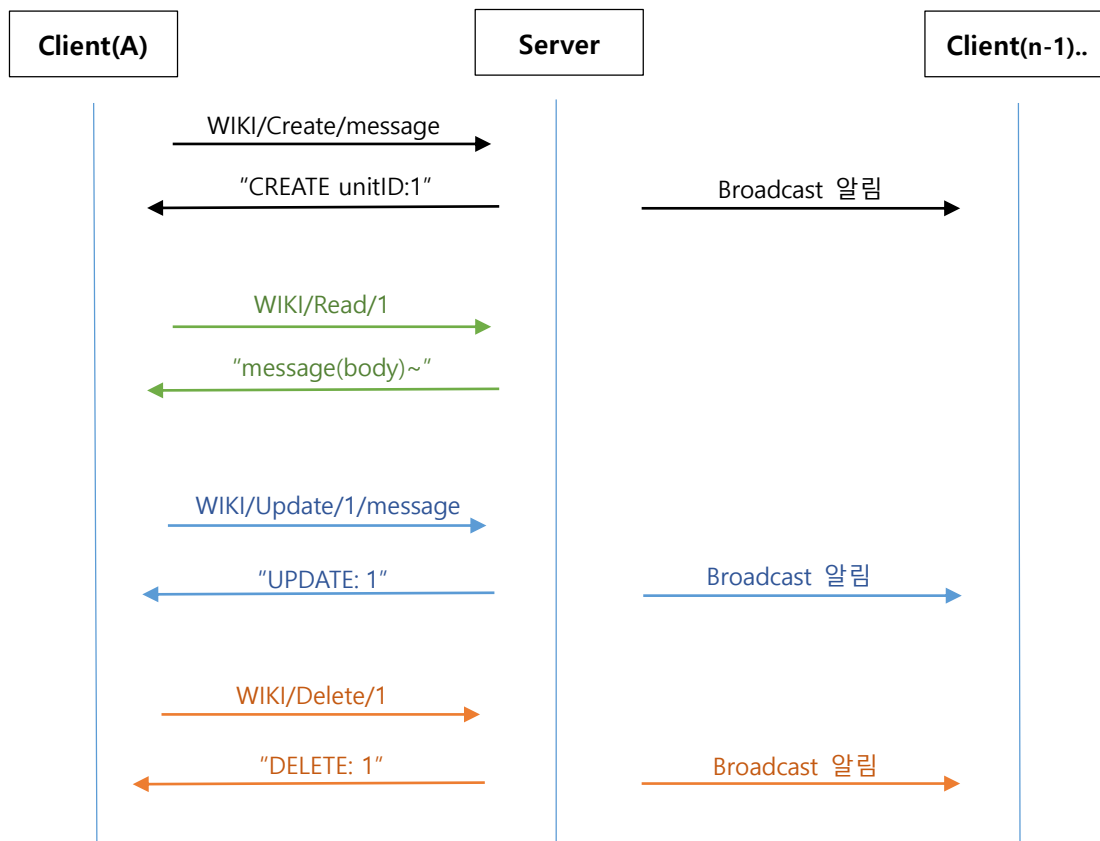 Client(A)
Server
Client(n-1)..
WIKI/Create/message
“CREATE unitID:1”
Broadcast 알림
WIKI/Read/1
“message(body)~”
WIKI/Update/1/message
“UPDATE: 1”
Broadcast 알림
WIKI/Delete/1
“DELETE: 1”
Broadcast 알림